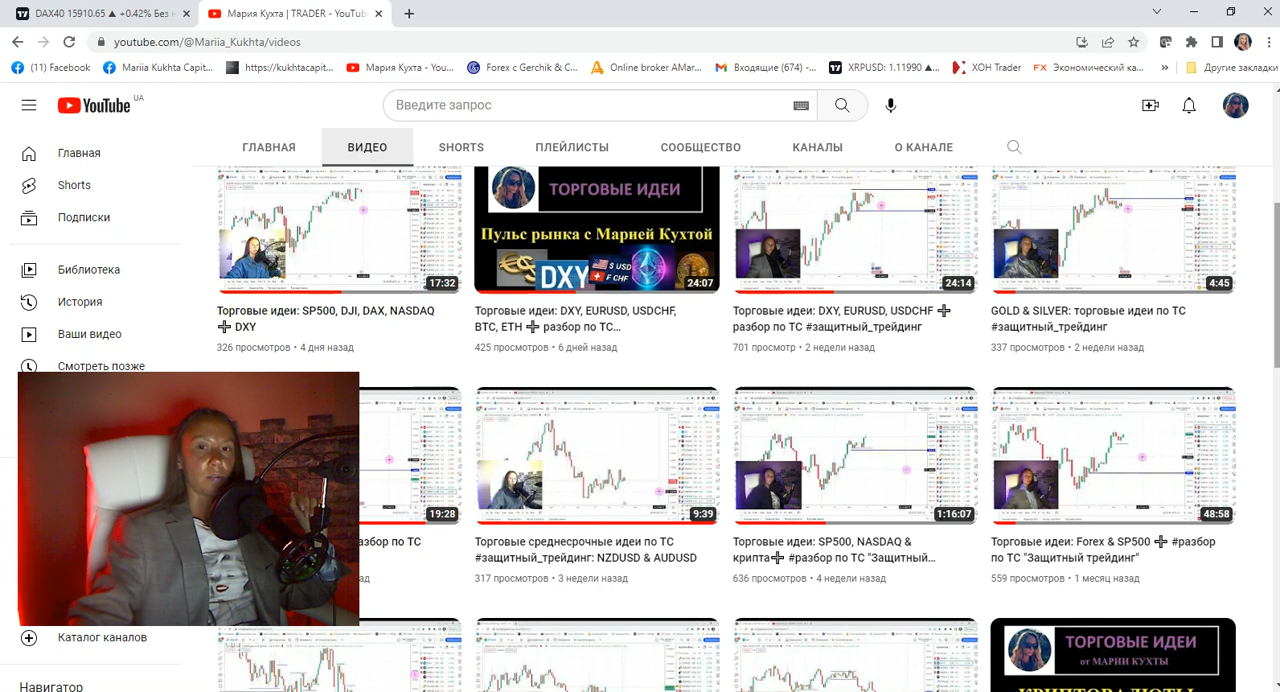 DAX40 15910.65 ▲ +0.42% Без н
Мария Кухта | TRADER - YouTube
youtube.com/@Mariia_Kukhta/videos
(11) Facebook
Mariia Kukhta Capit...
https://kukhtacapit...
Мария Кухта - You...
Forex c Gerchik & C...
Online broker AMar...
Входящие (674) -...
XRPUSD: 1.11990 ▲...
ХОН Trader
FX Экономический ка...
»
Другие закладки
YouTube UA
Введите запрос
ГЛАВНАЯ
ВИДЕО
SHORTS
ПЛЕЙЛИСТЫ
СООБЩЕСТВО
КАНАЛЫ
О КАНАЛЕ
Главная
Shorts
Подписки
Библиотека
История
Ваши видео
Смотреть позже
Каталог каналов
Навигатор
17:32
Торговые идеи: SP500, DJI, DAX, NASDAQ
➕ DXY
326 просмотров • 4 дня назад
ТОРГОВЫЕ ИДЕИ
Пульс рынка с Марией Кухтой
DXY
$ USD
F CHF
24:07
Торговые идеи: DXY, EURUSD, USDCHF,
BTC, ETH ➕ разбор по ТС...
425 просмотров • 6 дней назад
24:14
Торговые идеи: DXY, EURUSD, USDCHF ➕
разбор по ТС #защитный_трейдинг
701 просмотр • 2 недели назад
4:45
GOLD & SILVER: торговые идеи по ТС
#защитный_трейдинг
337 просмотров • 2 недели назад
19:28
азбор по ТС
ад
9:39
Торговые среднесрочные идеи по ТС
#защитный_трейдинг: NZDUSD & AUDUSD
317 просмотров • 3 недели назад
1:16:07
Торговые идеи: SP500, NASDAQ &
крипта➕ #разбор по ТС "Защитный...
636 просмотров • 4 недели назад
48:58
Торговые идеи: Forex & SP500 ➕ #разбор
по ТС "Защитный трейдинг"
559 просмотров • 1 месяц назад
ТОРГОВЫЕ ИДЕИ
от МАРИИ КУХТЫ